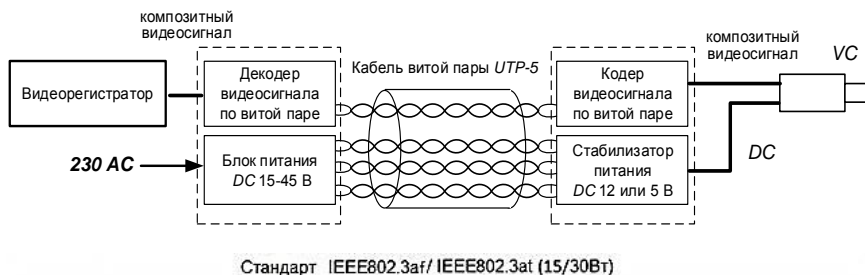 композитный
видеосигнал
Видеорегистратор
230 AC
Декодер
видеосигнала
по витой паре
Блок питания
DC 15-45 В
Кабель витой пары UTP-5
Кодер
видеосигнала
по витой паре
Стабилизатор
питания
DC 12 или 5 В
композитный
видеосигнал
VC
DC
Стандарт IEEE802.3af/ IEEE802.3at (15/30Вт)